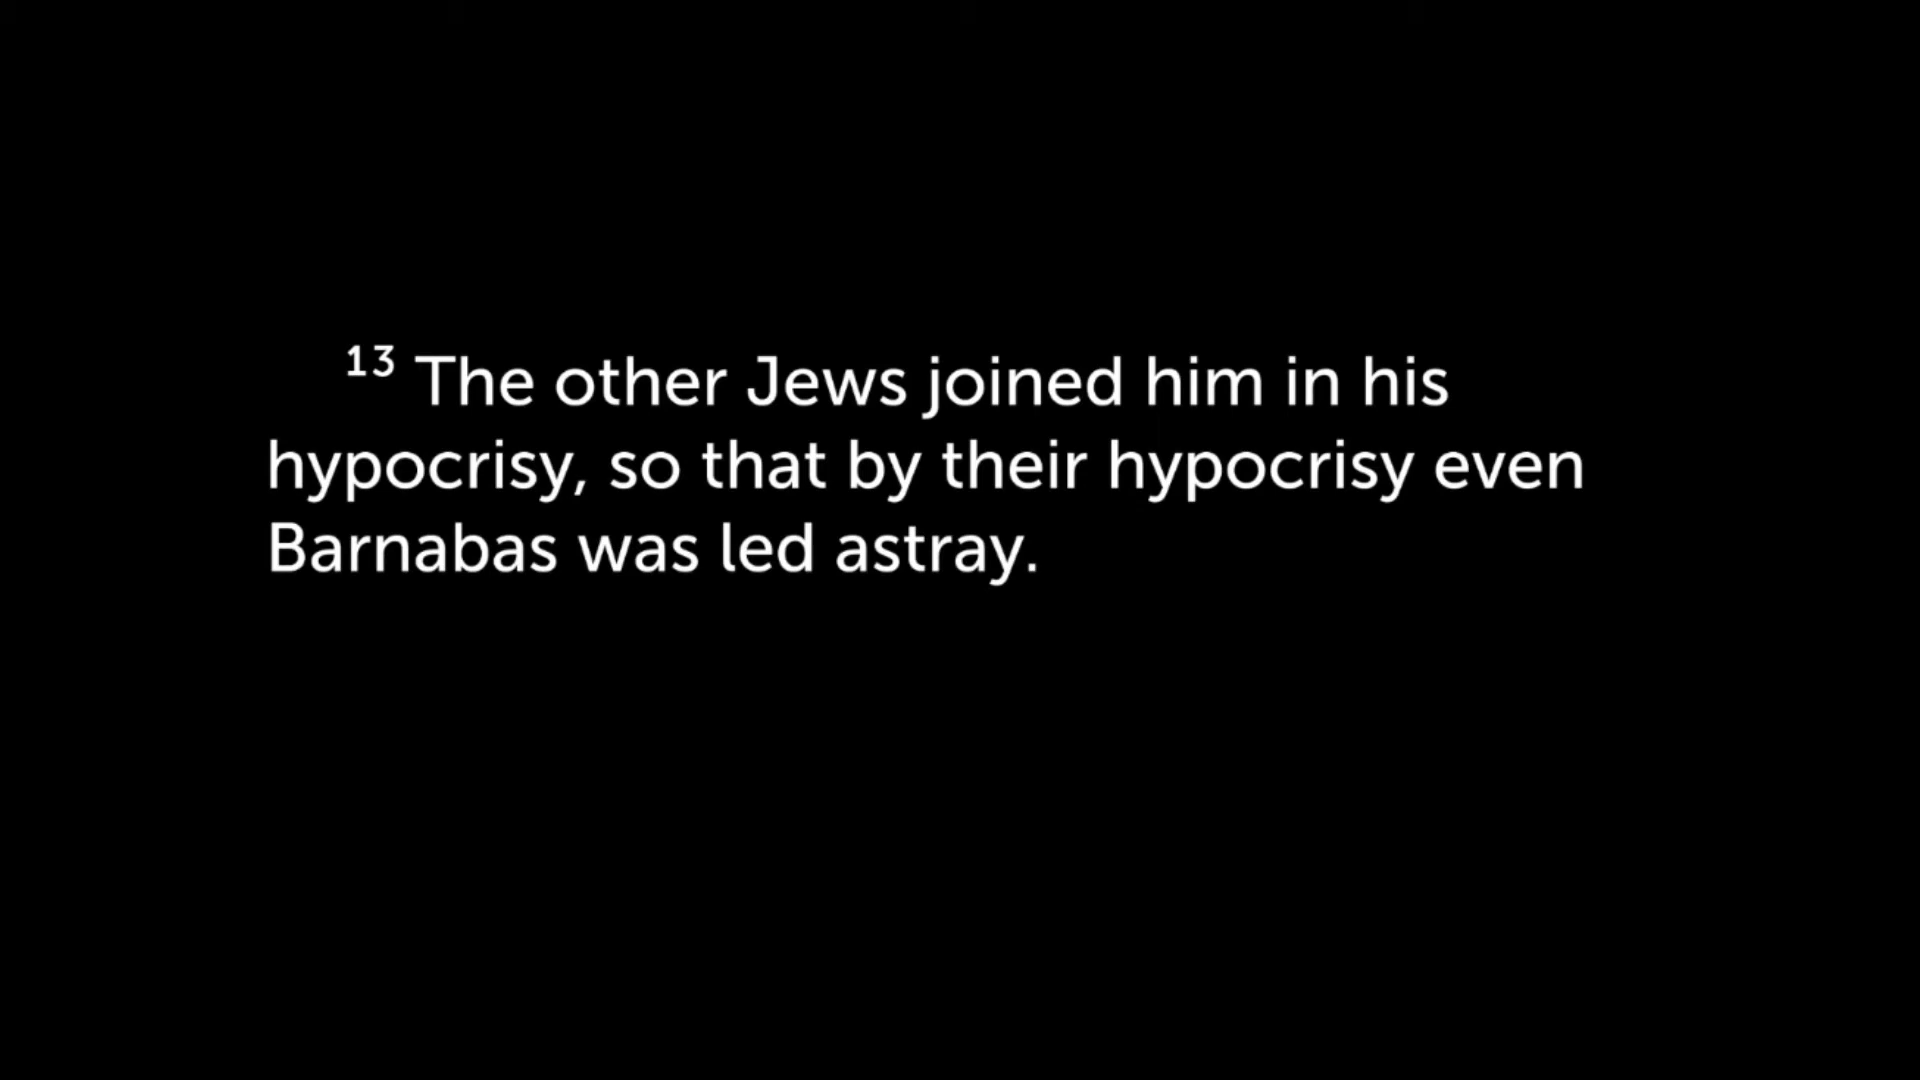 13 The other Jews joined him in his
hypocrisy, so that by their hypocrisy even
Barnabas was led astray.